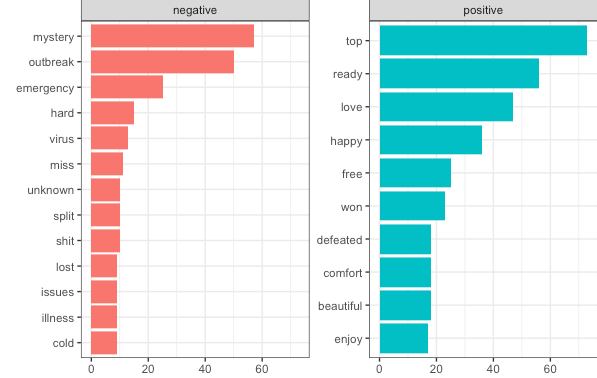 negative
mystery
outbreak
emergency
hard
virus
miss
unknown
split
shit
lost
issues
illness
cold
0 20 40 60
positive
top
ready
love
happy
free
won
defeated
comfort
beautiful
enjoy
0 20 40 60